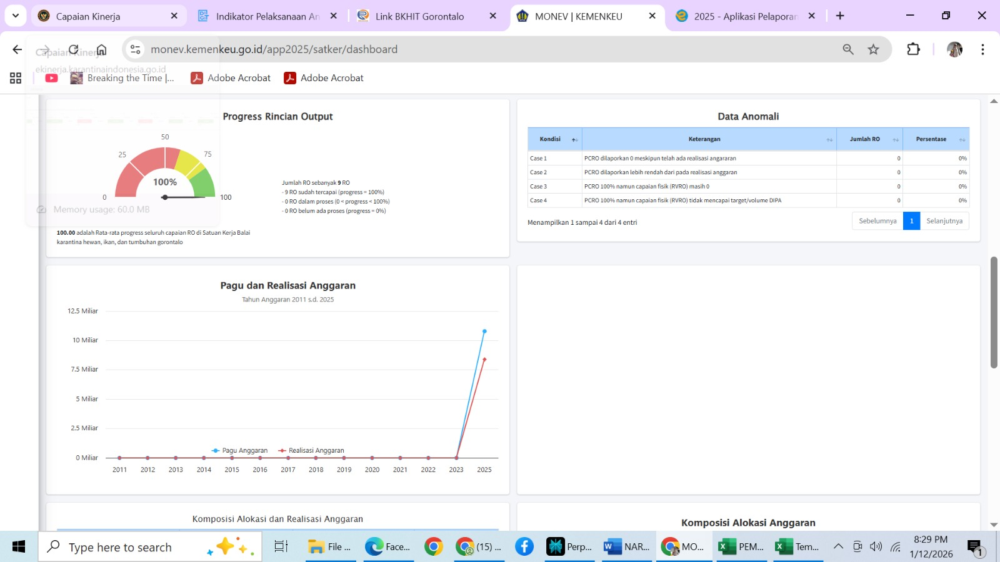 Capaian Kinerja
Indikator Pelaksanaan An
Link BKHIT Gorontalo
MONEV | KEMENKEU
2025 - Aplikasi Pelaporan
monev.kemenkeu.go.id/app2025/satker/dashboard
Capaian Kinerja
ekinerja.karantinaindonesia.go.id
Breaking the Time |...
Adobe Acrobat
Adobe Acrobat
Memory usage: 60.0 MB
Progress Rincian Output
0
25
50
75
100
100%
Jumlah RO sebanyak 9 RO
- 9 RO sudah tercapai (progress = 100%)
- 0 RO dalam proses (0 < progress < 100%)
- 0 RO belum ada proses (progress = 0%)
100.00 adalah Rata-rata progress seluruh capaian RO di Satuan Kerja Balai
karantina hewan, ikan, dan tumbuhan gorontalo
Data Anomali
Kondisi Keterangan Jumlah RO Persentase
Case 1 PCRO dilaporkan 0 meskipun telah ada realisasi angararan 0 0%
Case 2 PCRO dilaporkan lebih rendah dari pada realisasi anggaran 0 0%
Case 3 PCRO 100% namun capaian fisik (RVRO) masih 0 0 0%
Case 4 PCRO 100% namun capaian fisik (RVRO) tidak mencapai target/volume DIPA 0 0%
Menampilkan 1 sampai 4 dari 4 entri
Sebelumnya 1 Selanjutnya
Pagu dan Realisasi Anggaran
Tahun Anggaran 2011 s.d. 2025
12.5 Miliar
10 Miliar
7.5 Miliar
5 Miliar
2.5 Miliar
0 Miliar
Pagu Anggaran Realisasi Anggaran
2011 2012 2013 2014 2015 2016 2017 2018 2019 2020 2021 2022 2023 2025
Komposisi Alokasi dan Realisasi Anggaran
Komposisi Alokasi Anggaran
Type here to search
File ...
Face...
(15) ...
Perp...
NAR...
MO...
PEM...
Tem...
8:29 PM
1/12/2026
1